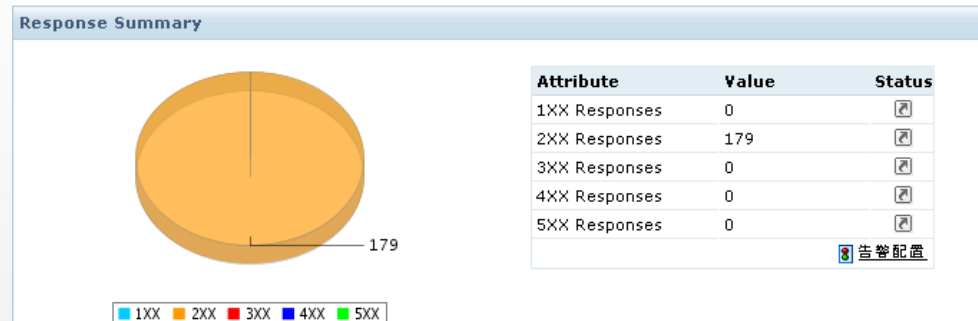 Response Summary
Attribute Value Status
1XX Responses 0
2XX Responses 179
3XX Responses 0
4XX Responses 0
5XX Responses 0
告警配置
179
1XX 2XX 3XX 4XX 5XX